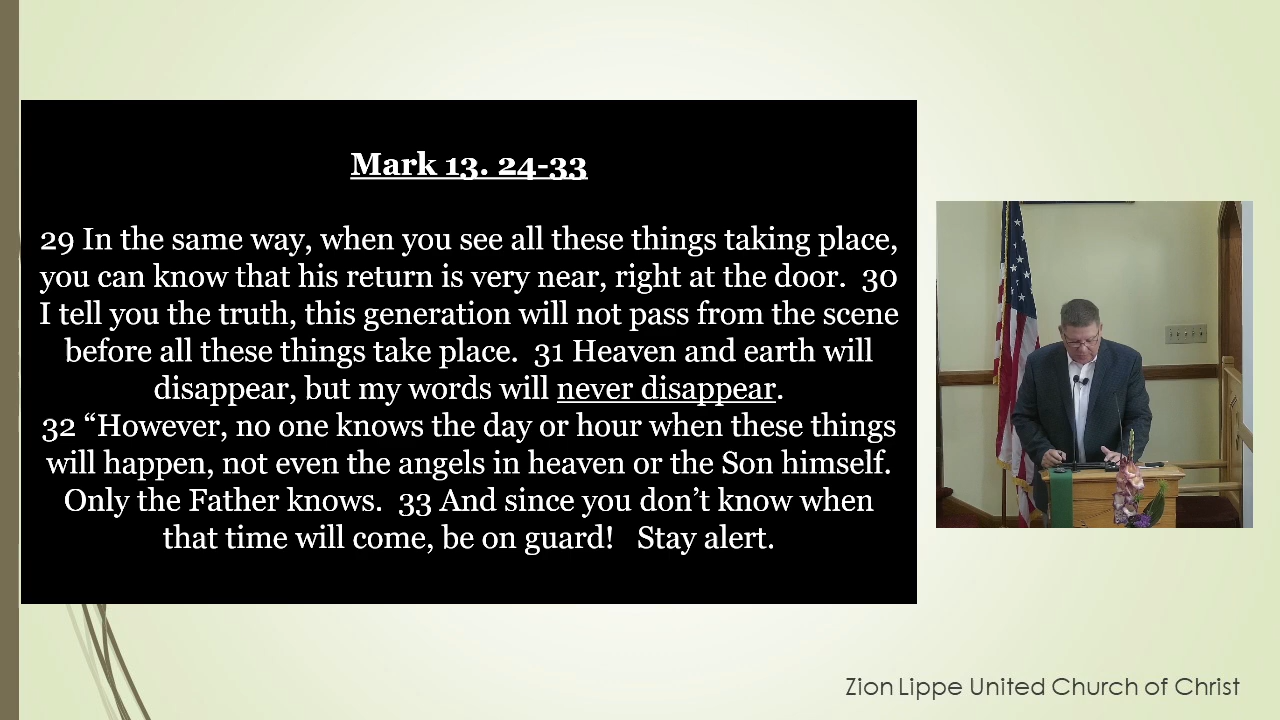 Mark 13. 24-33
29 In the same way, when you see all these things taking place,
you can know that his return is very near, right at the door.  30
I tell you the truth, this generation will not pass from the scene
before all these things take place.  31 Heaven and earth will
disappear, but my words will never disappear.
32 “However, no one knows the day or hour when these things
will happen, not even the angels in heaven or the Son himself.
Only the Father knows.  33 And since you don’t know when
that time will come, be on guard!   Stay alert.
Zion Lippe United Church of Christ